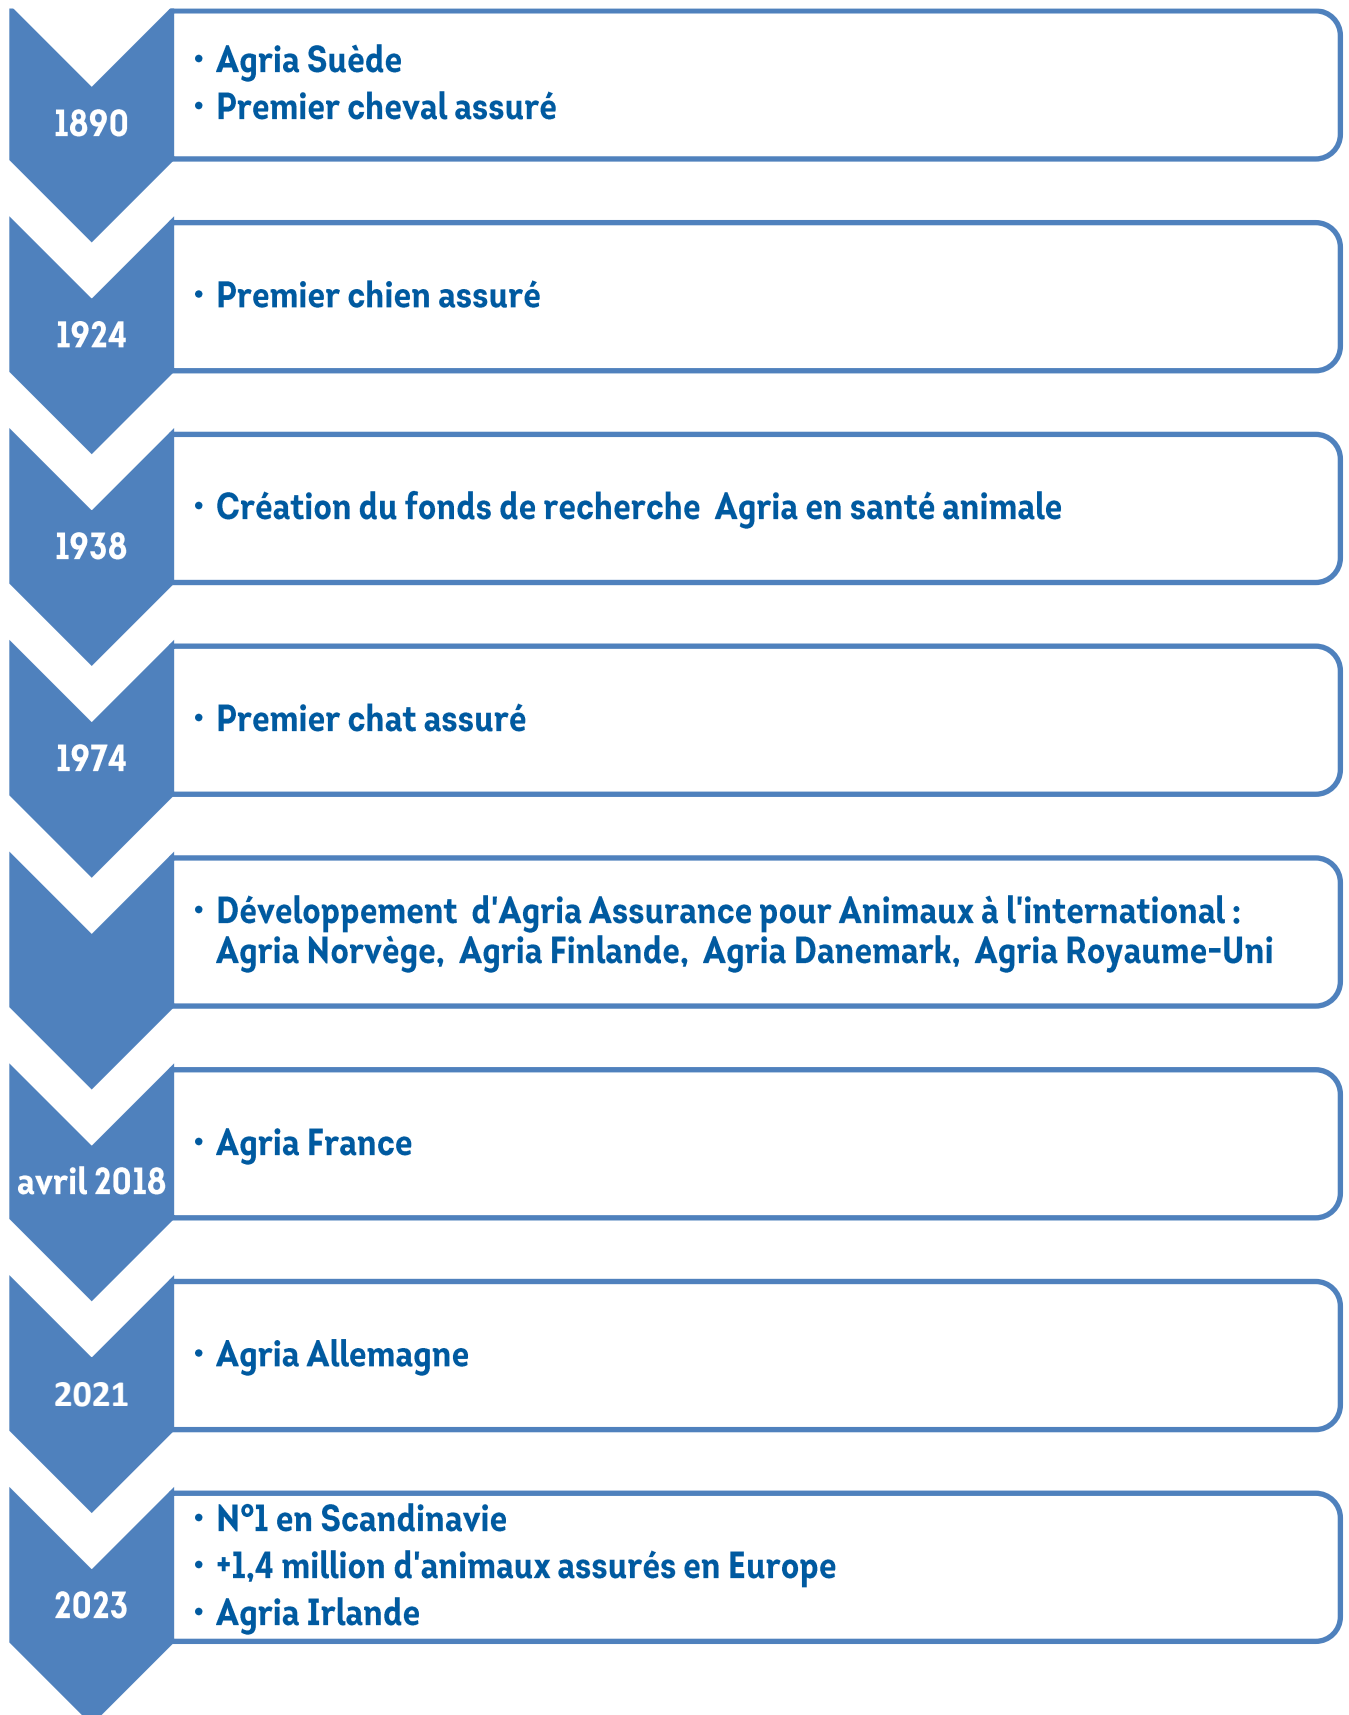 1890
• Agria Suède
• Premier cheval assuré
1924
• Premier chien assuré
1938
• Création du fonds de recherche Agria en santé animale
1974
• Premier chat assuré
• Développement d'Agria Assurance pour Animaux à l'international :
Agria Norvège, Agria Finlande, Agria Danemark, Agria Royaume-Uni
avril 2018
• Agria France
2021
• Agria Allemagne
2023
• N°1 en Scandinavie
• +1,4 million d'animaux assurés en Europe
• Agria Irlande